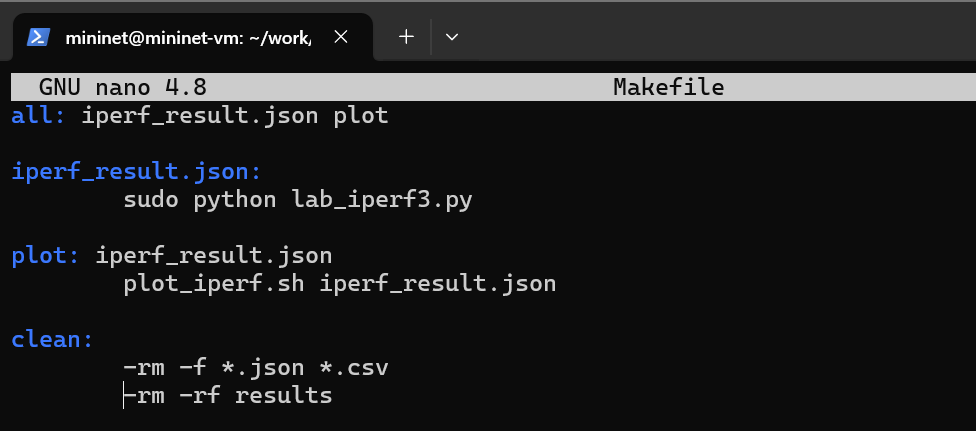 mininet@mininet-vm: ~/work/
GNU nano 4.8 Makefile
all: iperf_result.json plot
iperf_result.json:
sudo python lab_iperf3.py
plot: iperf_result.json
plot_iperf.sh iperf_result.json
clean:
-rm -f *.json *.csv
-rm -rf results